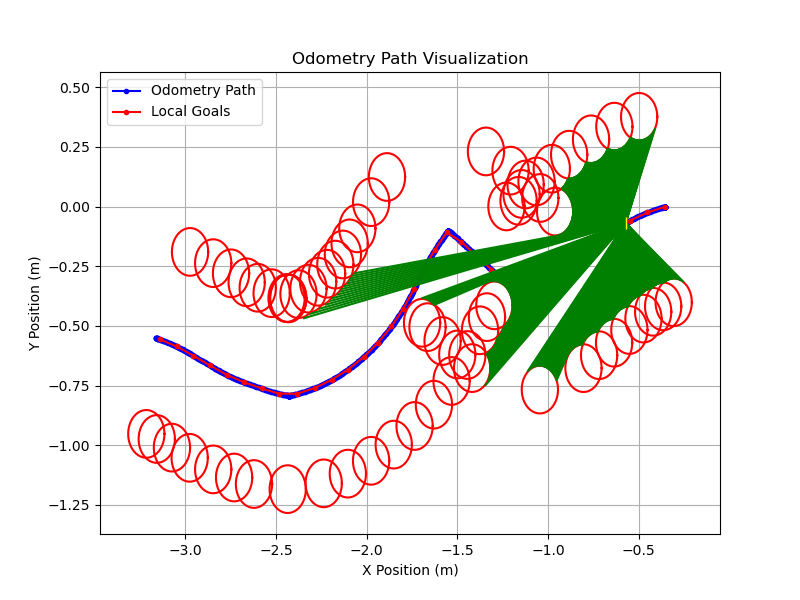 Odometry Path Visualization
Odometry Path
Local Goals
Y Position (m)
0.50
0.25
0.00
−0.25
−0.50
−0.75
−1.00
−1.25
−3.0 −2.5 −2.0 −1.5 −1.0 −0.5
X Position (m)